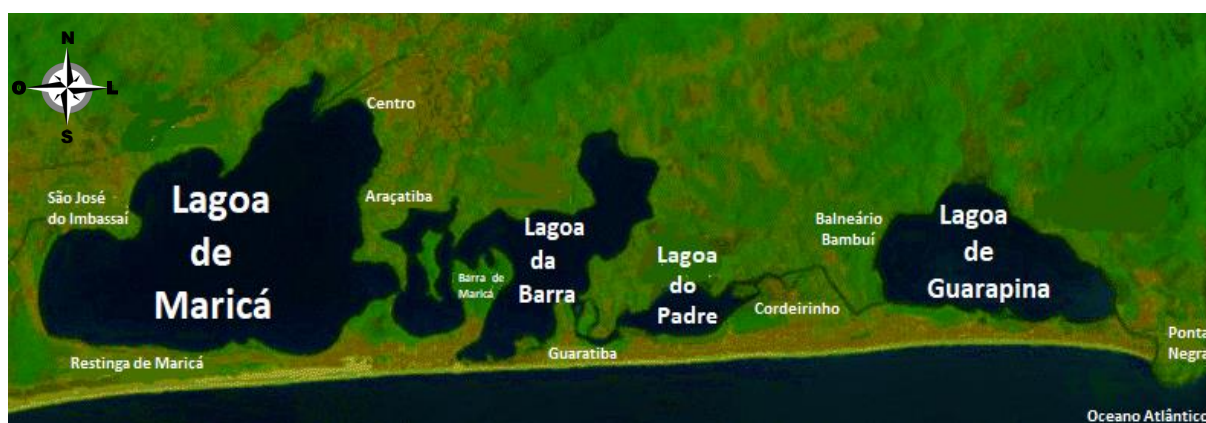 N
O L
S
Centro
São José
do Imbassaí
Lagoa
de
Maricá
Araçatiba
Barra de
Maricá
Lagoa
da
Barra
Lagoa
do
Padre
Cordeirinho
Balneário
Bambuí
Lagoa
de
Guarapina
Guaratiba
Restinga de Maricá
Ponta
Negra
Oceano Atlântico